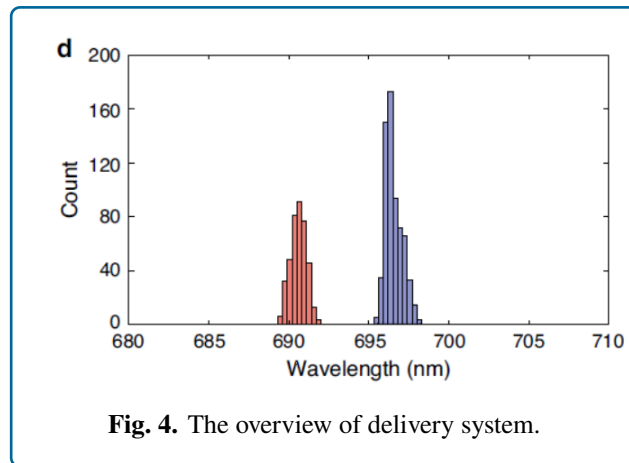 d
200
160
120
80
40
0
Count
680 685 690 695 700 705 710
Wavelength (nm)
Fig. 4. The overview of delivery system.